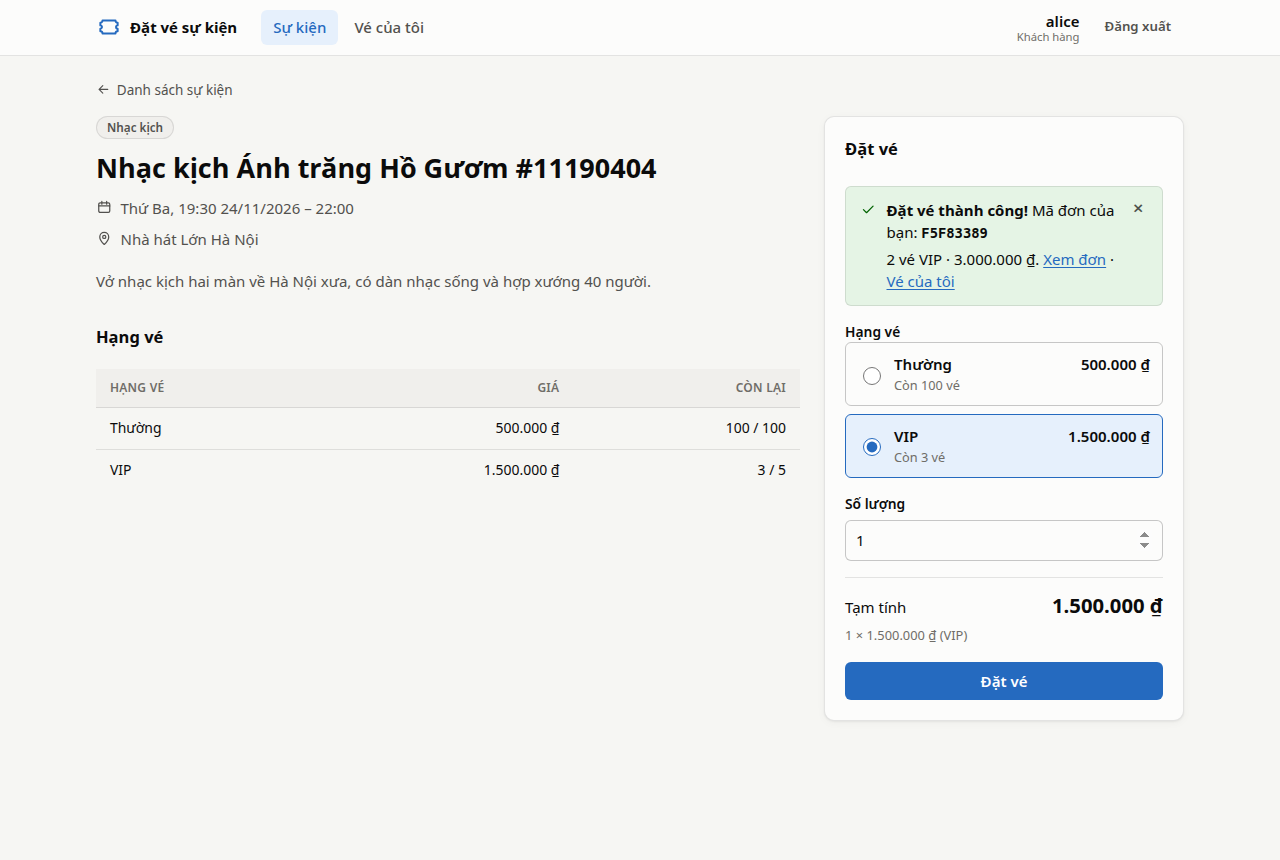 Đặt vé sự kiện
Sự kiện
Vé của tôi
alice
Khách hàng
Đăng xuất
← Danh sách sự kiện
Nhạc kịch
Nhạc kịch Ánh trăng Hồ Gươm #11190404
Thứ Ba, 19:30 24/11/2026 – 22:00
Nhà hát Lớn Hà Nội
Vở nhạc kịch hai màn về Hà Nội xưa, có dàn nhạc sống và hợp xướng 40 người.
Hạng vé
HẠNG VÉ GIÁ CÒN LẠI
Thường 500.000 ₫ 100 / 100
VIP 1.500.000 ₫ 3 / 5
Đặt vé
Đặt vé thành công! Mã đơn của
bạn: F5F83389
2 vé VIP · 3.000.000 ₫. Xem đơn ·
Vé của tôi
Hạng vé
Thường 500.000 ₫
Còn 100 vé
VIP 1.500.000 ₫
Còn 3 vé
Số lượng
1
Tạm tính 1.500.000 ₫
1 × 1.500.000 ₫ (VIP)
Đặt vé